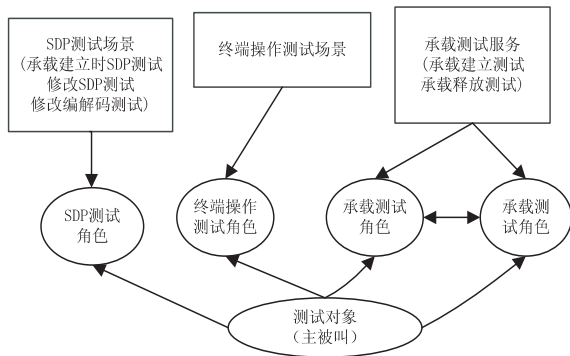 SDP测试场景
(承载建立时SDP测试
修改SDP测试
修改编解码测试)
终端操作测试场景
承载测试服务
(承载建立测试
承载释放测试)
SDP测试
角色
终端操作
测试角色
承载测试
角色
承载测
试角色
测试对象
(主被叫)